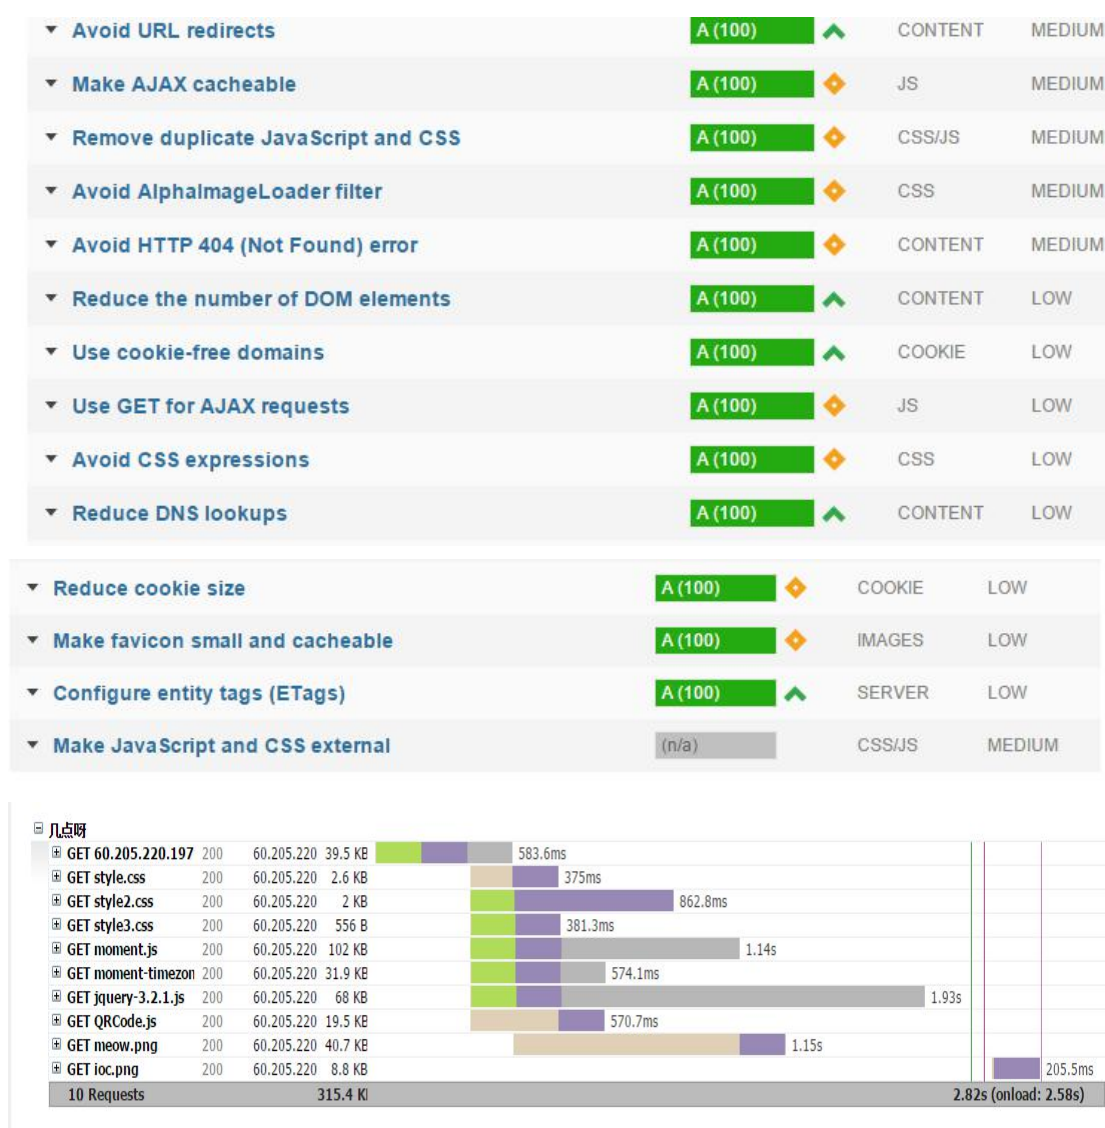 Avoid URL redirects A (100) CONTENT MEDIUM
Make AJAX cacheable A (100) JS MEDIUM
Remove duplicate JavaScript and CSS A (100) CSS/JS MEDIUM
Avoid AlphaImageLoader filter A (100) CSS MEDIUM
Avoid HTTP 404 (Not Found) error A (100) CONTENT MEDIUM
Reduce the number of DOM elements A (100) CONTENT LOW
Use cookie-free domains A (100) COOKIE LOW
Use GET for AJAX requests A (100) JS LOW
Avoid CSS expressions A (100) CSS LOW
Reduce DNS lookups A (100) CONTENT LOW
Reduce cookie size A (100) COOKIE LOW
Make favicon small and cacheable A (100) IMAGES LOW
Configure entity tags (ETags) A (100) SERVER LOW
Make JavaScript and CSS external (n/a) CSS/JS MEDIUM
几点呀
GET 60.205.220.197 200 60.205.220 39.5 KB 583.6ms
GET style.css 200 60.205.220 2.6 KB 375ms
GET style2.css 200 60.205.220 2 KB 862.8ms
GET style3.css 200 60.205.220 556 B 381.3ms
GET moment.js 200 60.205.220 102 KB 1.14s
GET moment-timezon 200 60.205.220 31.9 KB 574.1ms
GET jquery-3.2.1.js 200 60.205.220 68 KB 1.93s
GET QRCode.js 200 60.205.220 19.5 KB 570.7ms
GET meow.png 200 60.205.220 40.7 KB 1.15s
GET ioc.png 200 60.205.220 8.8 KB 205.5ms
10 Requests 315.4 K 2.82s (onload: 2.58s)